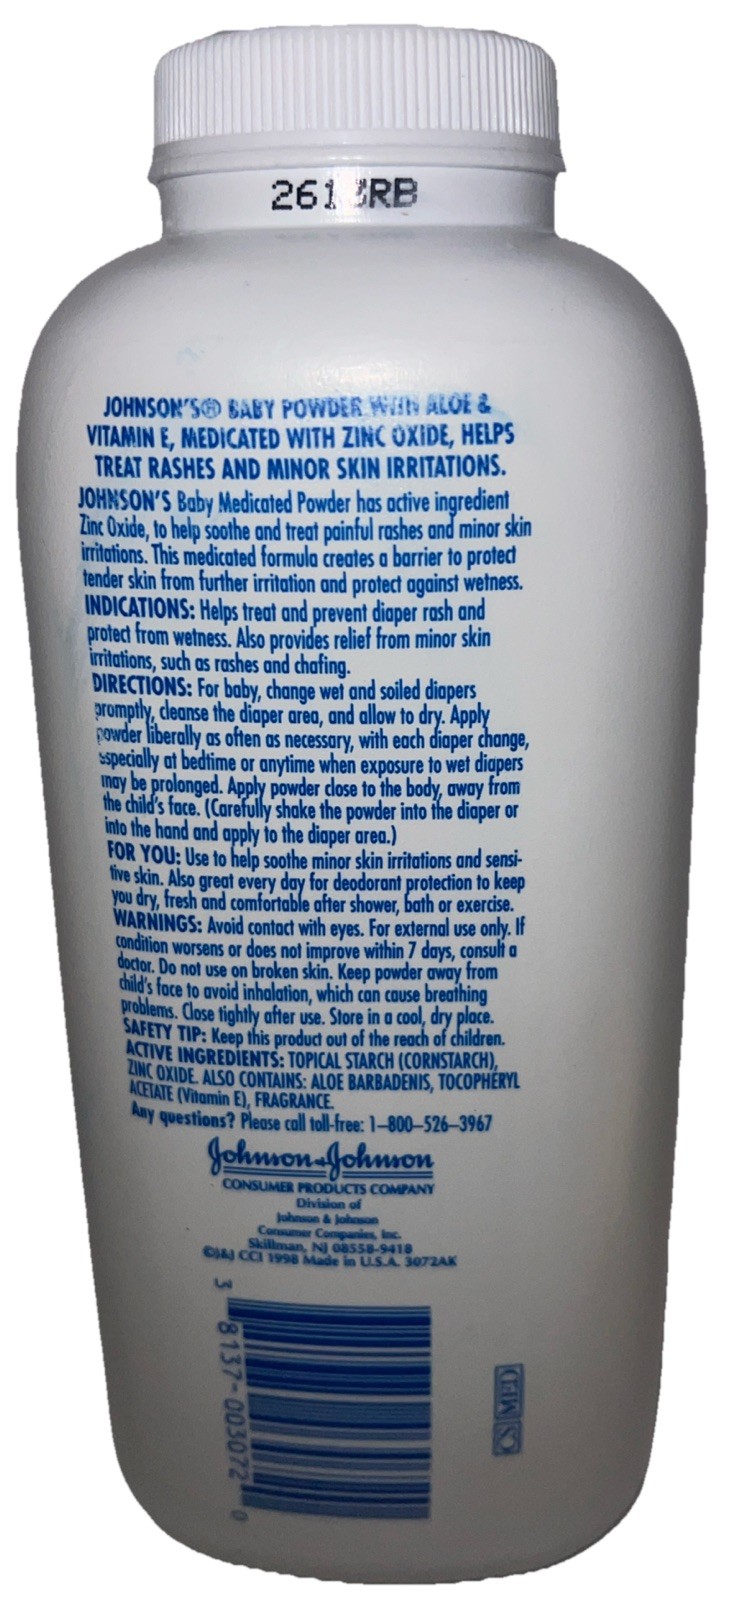 JOHNSON'S® BABY POWDER WITH ALOE &
VITAMIN E, MEDICATED WITH ZINC OXIDE, HELPS
TREAT RASHES AND MINOR SKIN IRRITATIONS.
JOHNSON'S Baby Medicated Powder has active ingredient
Zinc Oxide, to help soothe and treat painful rashes and minor skin
irritations. This medicated formula creates a barrier to protect
tender skin from further irritation and protect against wetness.
INDICATIONS: Helps treat and prevent diaper rash and
protect from wetness. Also provides relief from minor skin
irritations, such as rashes and chafing.
DIRECTIONS: For baby, change wet and soiled diapers
promptly, cleanse the diaper area, and allow to dry. Apply
powder liberally as often as necessary, with each diaper change,
especially at bedtime or anytime when exposure to wet diapers
may be prolonged. Apply powder close to the body, away from
the child's face. (Carefully shake the powder into the diaper or
into the hand and apply to the diaper area.)
FOR YOU: Use to help soothe minor skin irritations and sensi-
tive skin. Also great every day for deodorant protection to keep
you dry, fresh and comfortable after shower, bath or exercise.
WARNINGS: Avoid contact with eyes. For external use only. If
condition worsens or does not improve within 7 days, consult a
doctor. Do not use on broken skin. Keep powder away from
child's face to avoid inhalation, which can cause breathing
problems. Close tightly after use. Store in a cool, dry place.
SAFETY TIP: Keep this product out of the reach of children.
ACTIVE INGREDIENTS: TOPICAL STARCH (CORNSTARCH),
ZINC OXIDE. ALSO CONTAINS: ALOE BARBADENIS, TOCOPHERYL
ACETATE (Vitamin E), FRAGRANCE.
Any questions? Please call toll-free: 1-800-526-3967
Johnson & Johnson
CONSUMER PRODUCTS COMPANY
Division of
Johnson & Johnson
Consumer Companies, Inc.
Skillman, NJ 08558-9418
©J&J CCI 1998 Made in U.S.A. 3072AK
3 8137-003072 0
CS MED